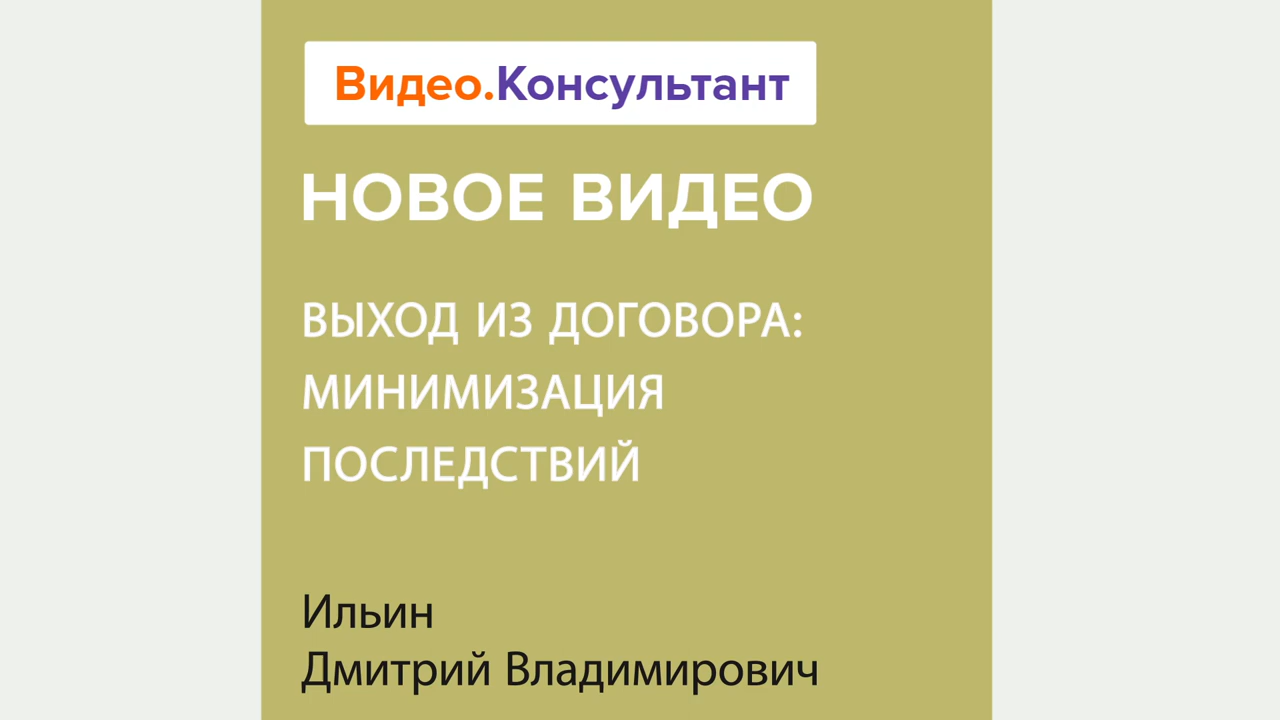 Видео.Консультант
НОВОЕ ВИДЕО
ВЫХОД ИЗ ДОГОВОРА:
МИНИМИЗАЦИЯ
ПОСЛЕДСТВИЙ
Ильин
Дмитрий Владимирович